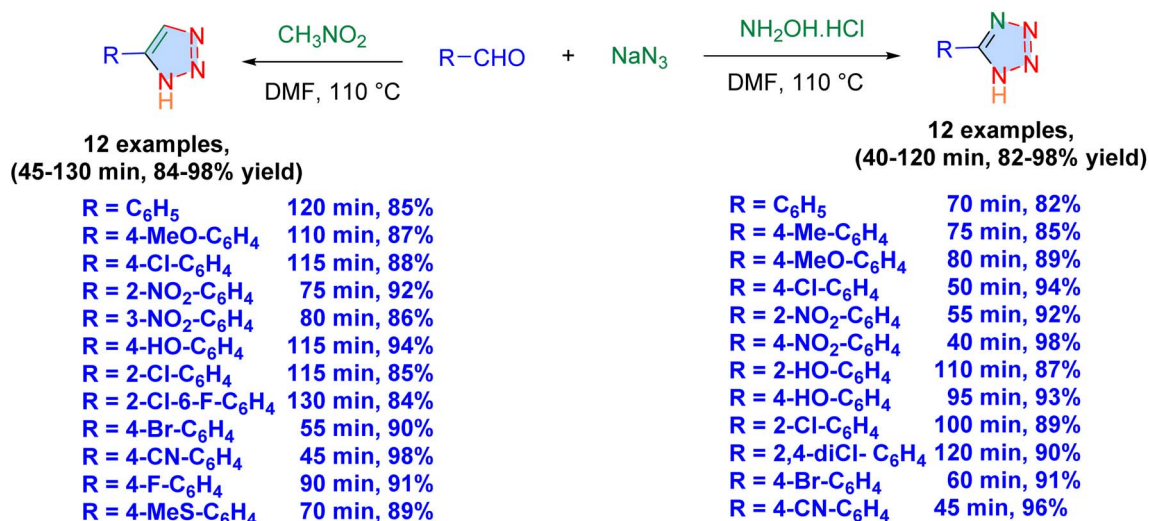 R N N N H
CH₃NO₂
DMF, 110 °C
R–CHO + NaN₃
NH₂OH.HCl
DMF, 110 °C
R N N N N H
12 examples,
(45-130 min, 84-98% yield)
R = C₆H₅ 120 min, 85%
R = 4-MeO-C₆H₄ 110 min, 87%
R = 4-Cl-C₆H₄ 115 min, 88%
R = 2-NO₂-C₆H₄ 75 min, 92%
R = 3-NO₂-C₆H₄ 80 min, 86%
R = 4-HO-C₆H₄ 115 min, 94%
R = 2-Cl-C₆H₄ 115 min, 85%
R = 2-Cl-6-F-C₆H₄ 130 min, 84%
R = 4-Br-C₆H₄ 55 min, 90%
R = 4-CN-C₆H₄ 45 min, 98%
R = 4-F-C₆H₄ 90 min, 91%
R = 4-MeS-C₆H₄ 70 min, 89%
12 examples,
(40-120 min, 82-98% yield)
R = C₆H₅ 70 min, 82%
R = 4-Me-C₆H₄ 75 min, 85%
R = 4-MeO-C₆H₄ 80 min, 89%
R = 4-Cl-C₆H₄ 50 min, 94%
R = 2-NO₂-C₆H₄ 55 min, 92%
R = 4-NO₂-C₆H₄ 40 min, 98%
R = 2-HO-C₆H₄ 110 min, 87%
R = 4-HO-C₆H₄ 95 min, 93%
R = 2-Cl-C₆H₄ 100 min, 89%
R = 2,4-diCl- C₆H₄ 120 min, 90%
R = 4-Br-C₆H₄ 60 min, 91%
R = 4-CN-C₆H₄ 45 min, 96%